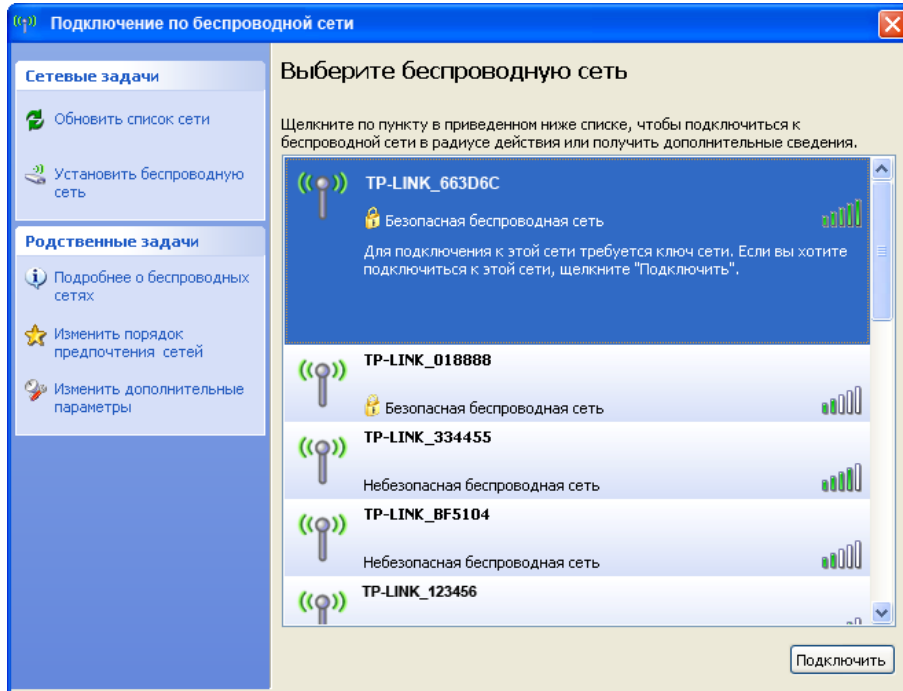 Подключение по беспроводной сети
Сетевые задачи
Обновить список сети
Установить беспроводную
сеть
Родственные задачи
Подробнее о беспроводных
сетях
Изменить порядок
предпочтения сетей
Изменить дополнительные
параметры
Выберите беспроводную сеть
Щелкните по пункту в приведенном ниже списке, чтобы подключиться к
беспроводной сети в радиусе действия или получить дополнительные сведения.
TP-LINK_663D6C
Безопасная беспроводная сеть
Для подключения к этой сети требуется ключ сети. Если вы хотите
подключиться к этой сети, щелкните "Подключить".
TP-LINK_018888
Безопасная беспроводная сеть
TP-LINK_334455
Небезопасная беспроводная сеть
TP-LINK_BF5104
Небезопасная беспроводная сеть
TP-LINK_123456
Подключить